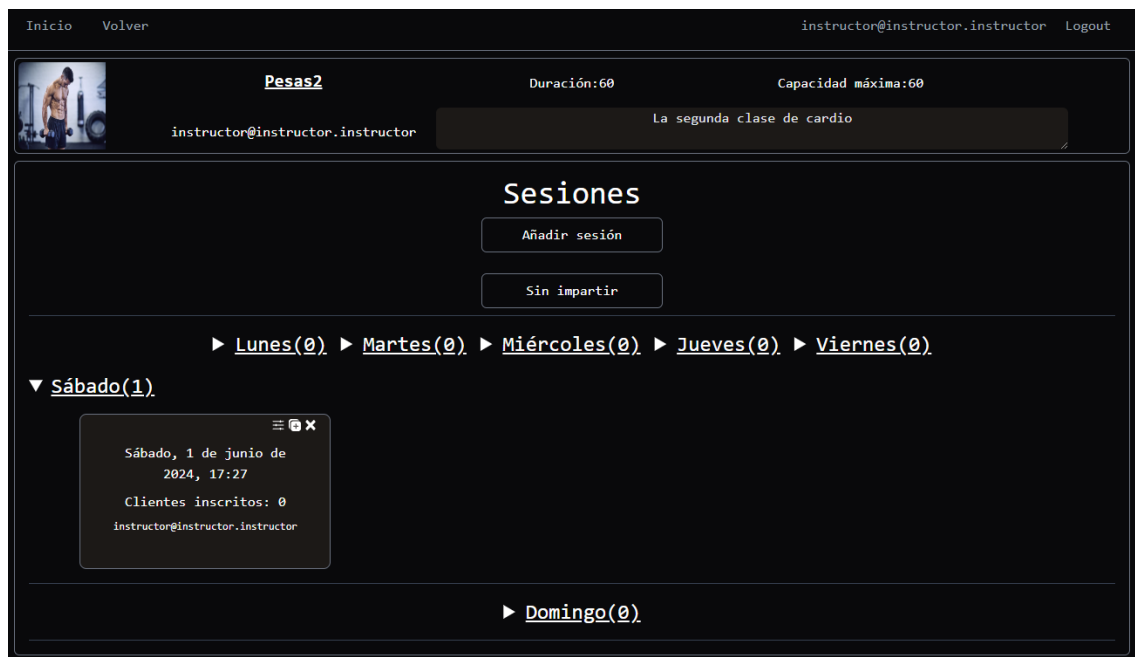 Inicio Volver instructor@instructor.instructor Logout
Pesas2 Duración:60 Capacidad máxima:60
instructor@instructor.instructor La segunda clase de cardio
Sesiones
Añadir sesión
Sin impartir
Lunes(0) Martes(0) Miércoles(0) Jueves(0) Viernes(0)
Sábado(1)
Sábado, 1 de junio de
2024, 17:27
Clientes inscritos: 0
instructor@instructor.instructor
Domingo(0)